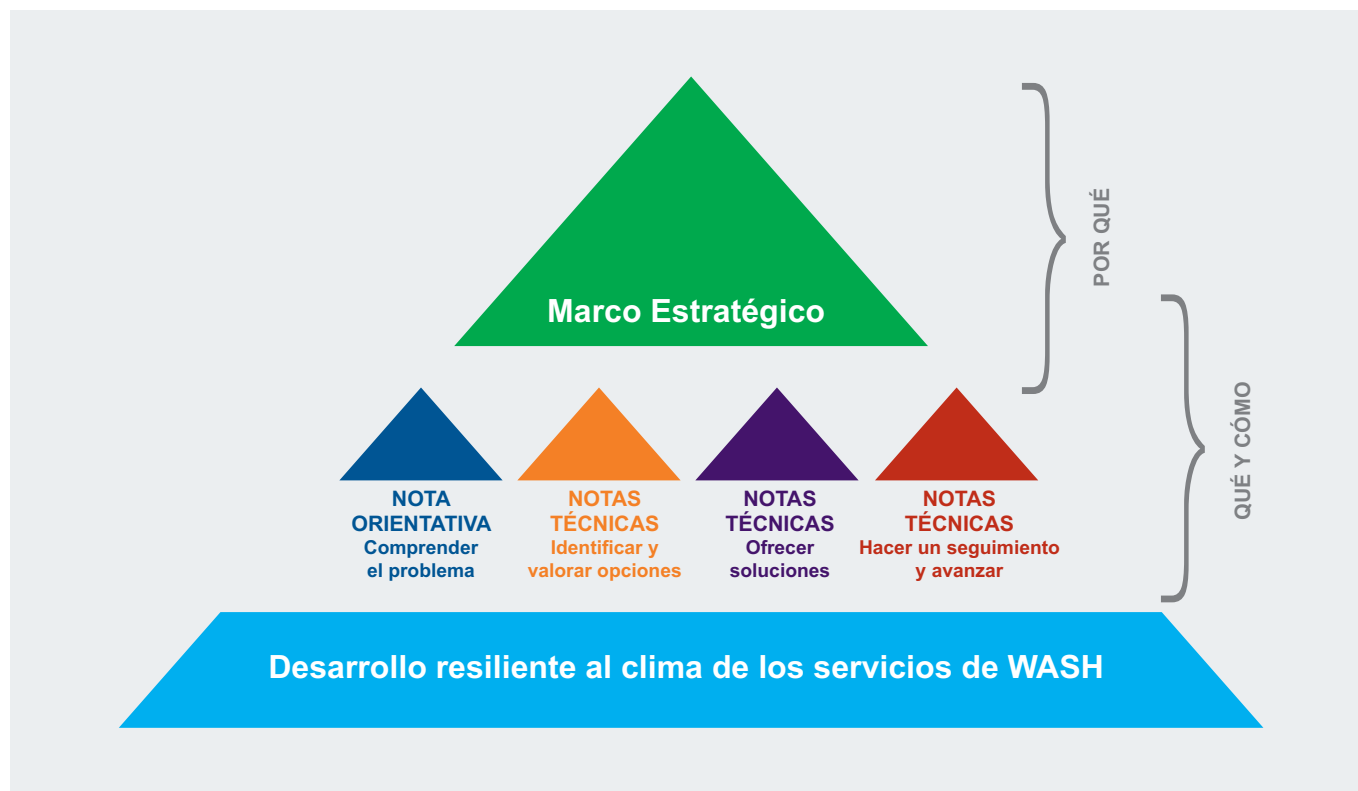 POR QUÉ
Marco Estratégico
QUÉ Y CÓMO
NOTA
ORIENTATIVA
Comprender
el problema
NOTAS
TÉCNICAS
Identificar y
valorar opciones
NOTAS
TÉCNICAS
Ofrecer
soluciones
NOTAS
TÉCNICAS
Hacer un seguimiento
y avanzar
Desarrollo resiliente al clima de los servicios de WASH